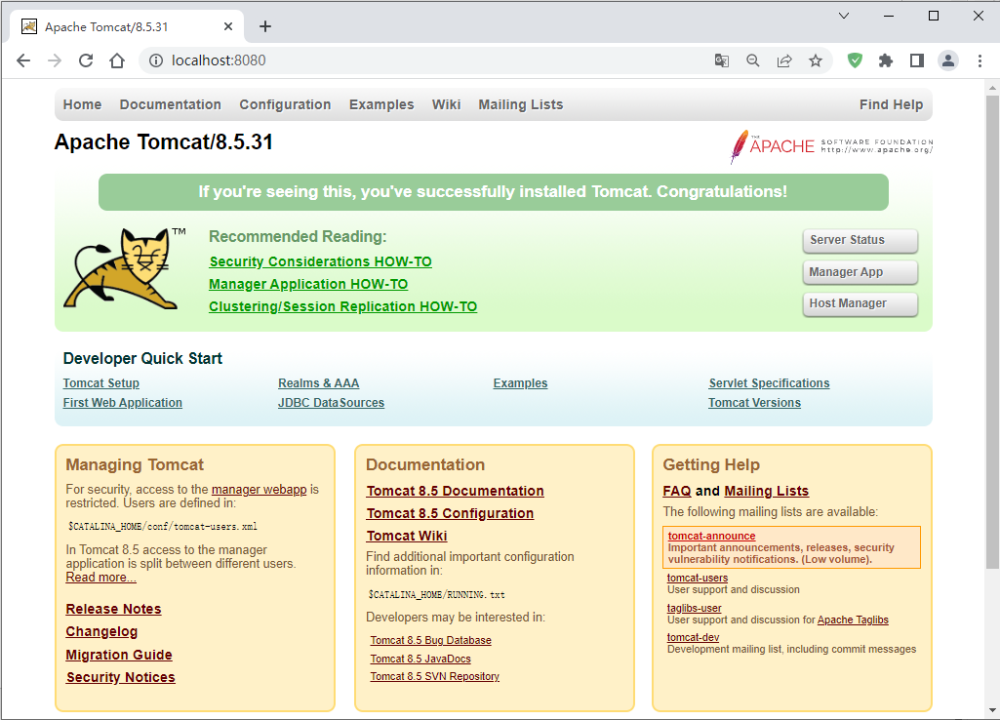 Apache Tomcat/8.5.31
localhost:8080
Home Documentation Configuration Examples Wiki Mailing Lists Find Help
Apache Tomcat/8.5.31
THE APACHE SOFTWARE FOUNDATION
http://www.apache.org/
If you're seeing this, you've successfully installed Tomcat. Congratulations!
TM
Recommended Reading:
Security Considerations HOW-TO
Manager Application HOW-TO
Clustering/Session Replication HOW-TO
Server Status
Manager App
Host Manager
Developer Quick Start
Tomcat Setup
First Web Application
Realms & AAA
JDBC DataSources
Examples
Servlet Specifications
Tomcat Versions
Managing Tomcat
For security, access to the manager webapp is
restricted. Users are defined in:
$CATALINA_HOME/conf/tomcat-users.xml
In Tomcat 8.5 access to the manager
application is split between different users.
Read more...
Release Notes
Changelog
Migration Guide
Security Notices
Documentation
Tomcat 8.5 Documentation
Tomcat 8.5 Configuration
Tomcat Wiki
Find additional important configuration
information in:
$CATALINA_HOME/RUNNING.txt
Developers may be interested in:
Tomcat 8.5 Bug Database
Tomcat 8.5 JavaDocs
Tomcat 8.5 SVN Repository
Getting Help
FAQ and Mailing Lists
The following mailing lists are available:
tomcat-announce
Important announcements, releases, security
vulnerability notifications. (Low volume).
tomcat-users
User support and discussion
taglibs-user
User support and discussion for Apache Taglibs
tomcat-dev
Development mailing list, including commit messages